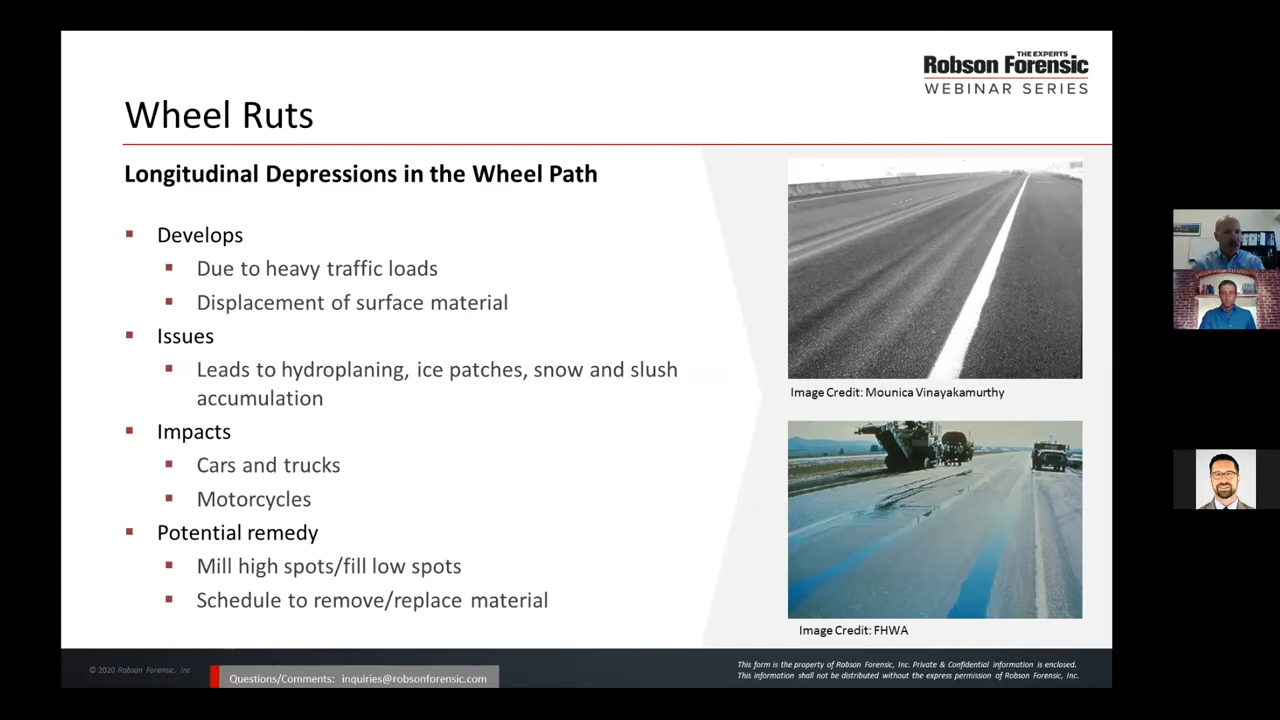 THE EXPERTS
Robson Forensic
WEBINAR SERIES
Wheel Ruts
Longitudinal Depressions in the Wheel Path
Develops
Due to heavy traffic loads
Displacement of surface material
Issues
Leads to hydroplaning, ice patches, snow and slush
accumulation
Impacts
Cars and trucks
Motorcycles
Potential remedy
Mill high spots/fill low spots
Schedule to remove/replace material
Image Credit: Mounica Vinayakamurthy
Image Credit: FHWA
© 2020 Robson Forensic, Inc
Questions/Comments: inquiries@robsonforensic.com
This form is the property of Robson Forensic, Inc. Private & Confidential information is enclosed.
This information shall not be distributed without the express permission of Robson Forensic, Inc.